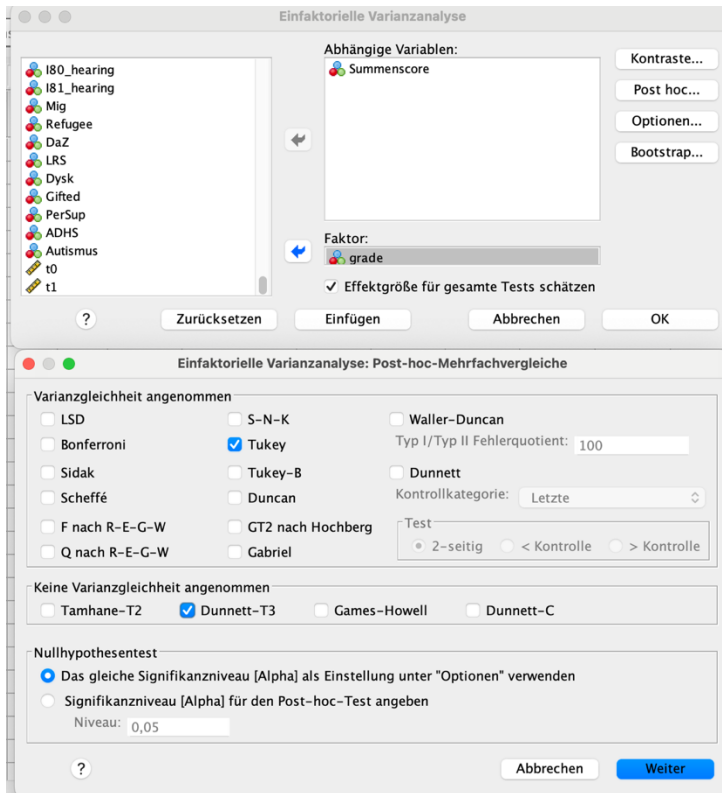 Einfaktorielle Varianzanalyse
I80_hearing
I81_hearing
Mig
Refugee
DaZ
LRS
Dysk
Gifted
PerSup
ADHS
Autismus
t0
t1
Abhängige Variablen:
Summenscore
Faktor:
grade
Effektgröße für gesamte Tests schätzen
Kontraste...
Post hoc...
Optionen...
Bootstrap...
? Zurücksetzen Einfügen Abbrechen OK
Einfaktorielle Varianzanalyse: Post-hoc-Mehrfachvergleiche
Varianzgleichheit angenommen
LSD S-N-K Waller-Duncan
Bonferroni Tukey Typ I/Typ II Fehlerquotient: 100
Sidak Tukey-B Dunnett
Scheffé Duncan Kontrollkategorie: Letzte
F nach R-E-G-W GT2 nach Hochberg Test
Q nach R-E-G-W Gabriel 2-seitig < Kontrolle > Kontrolle
Keine Varianzgleichheit angenommen
Tamhane-T2 Dunnett-T3 Games-Howell Dunnett-C
Nullhypothesentest
Das gleiche Signifikanzniveau [Alpha] als Einstellung unter "Optionen" verwenden
Signifikanzniveau [Alpha] für den Post-hoc-Test angeben
Niveau: 0,05
? Abbrechen Weiter